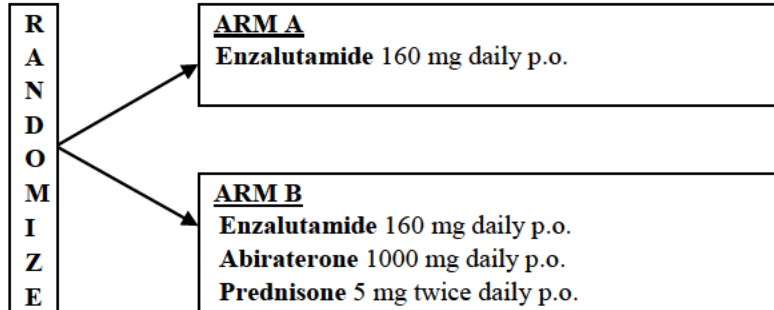 R
A
N
D
O
M
I
Z
E
ARM A
Enzalutamide 160 mg daily p.o.
ARM B
Enzalutamide 160 mg daily p.o.
Abiraterone 1000 mg daily p.o.
Prednisone 5 mg twice daily p.o.